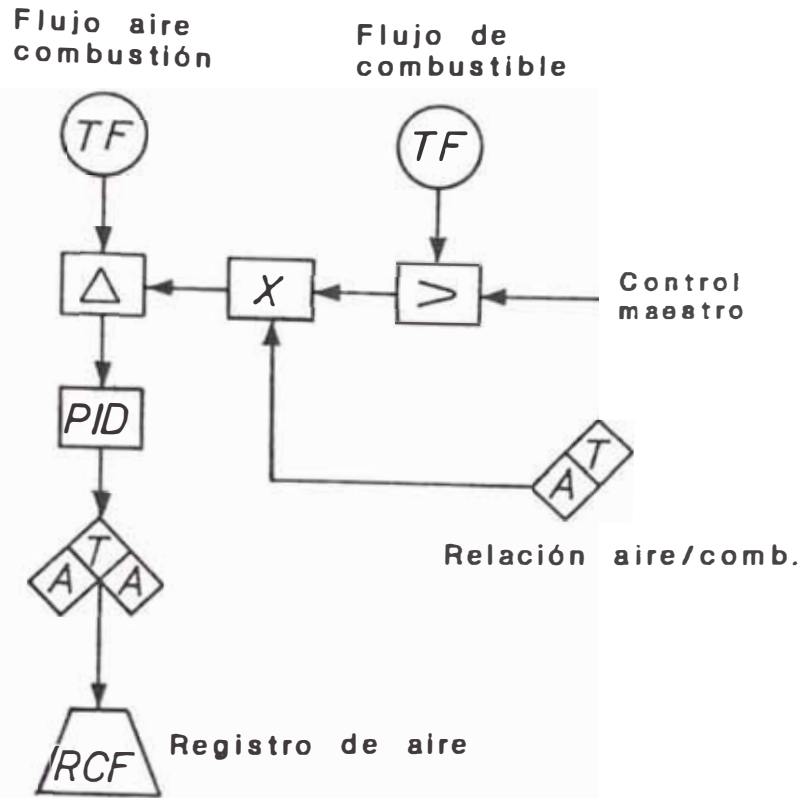 Flujo aire
combustión
Flujo de
combustible
TF
TF
Δ
X
>
Control
maestro
PID
T
A
T
A
A
Relación aire/comb.
RCF
Registro de aire